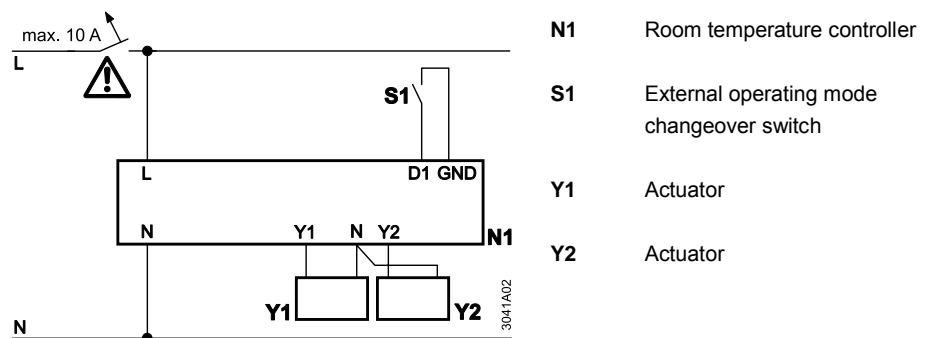 max. 10 A
L
S1
L
D1 GND
N
Y1
N
Y2
N1
Y1
Y2
N
3041A02
N1 Room temperature controller
S1 External operating mode
changeover switch
Y1 Actuator
Y2 Actuator